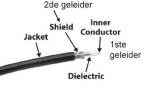 2de geleider
Shield
Inner
Conductor
Jacket
1ste
geleider
Dielectric